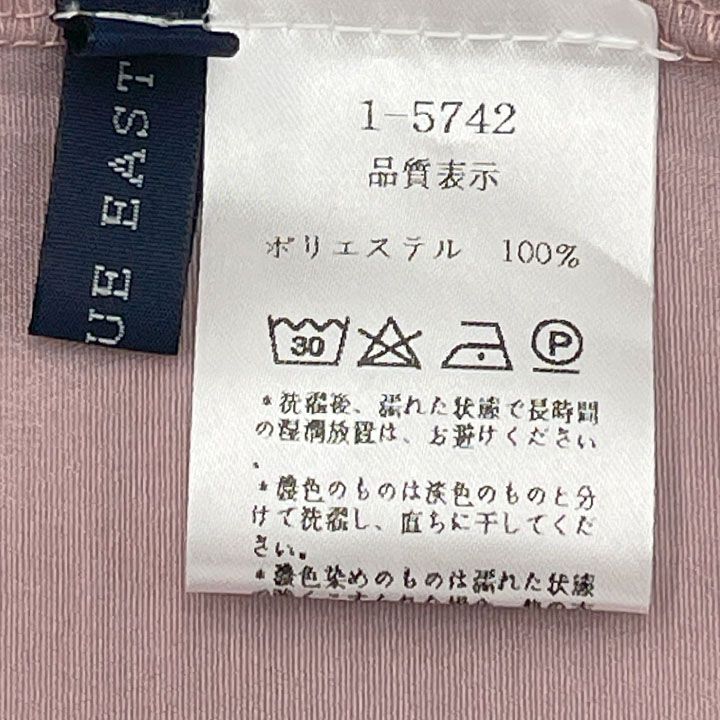 UE EAST
1-5742
品質表示
ポリエステル 100%
30
P
*洗濯後、濡れた状態で長時間
の湿潤放置は、お避けください
。
*濃色のものは淡色のものと分
けて洗濯し、直ちに干してくだ
さい。
*濃色染めのものは濡れた状態